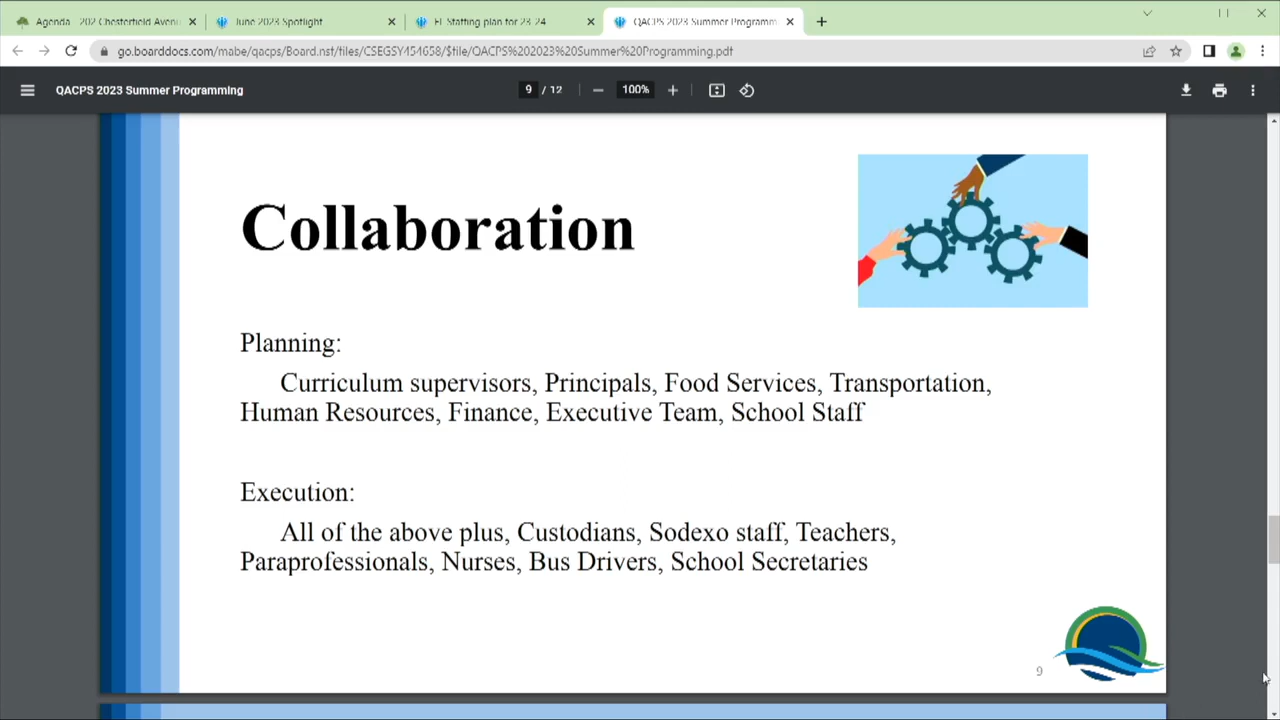 Agenda - 202 Chesterfield Avenu
June 2023 Spotlight
EL Staffing plan for 23-24
QACPS 2023 Summer Programm
go.boarddocs.com/mabe/qacps/Board.nsf/files/CSEGSY454658/$file/QACPS%202023%20Summer%20Programming.pdf
QACPS 2023 Summer Programming
9 / 12
100%
Collaboration
Planning:
Curriculum supervisors, Principals, Food Services, Transportation,
Human Resources, Finance, Executive Team, School Staff
Execution:
All of the above plus, Custodians, Sodexo staff, Teachers,
Paraprofessionals, Nurses, Bus Drivers, School Secretaries
9